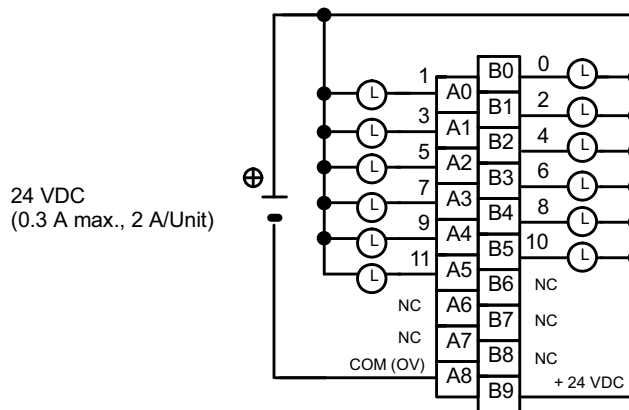 B0 0 L
1 L A0
B1 2 L
3 L A1
B2 4 L
5 L A2
B3 6 L
24 VDC
(0.3 A max., 2 A/Unit)
7 L A3
B4 8 L
9 L A4
B5 10 L
11 L A5
B6 NC
NC A6
B7 NC
NC A7
B8 NC
COM (OV) A8
B9 + 24 VDC